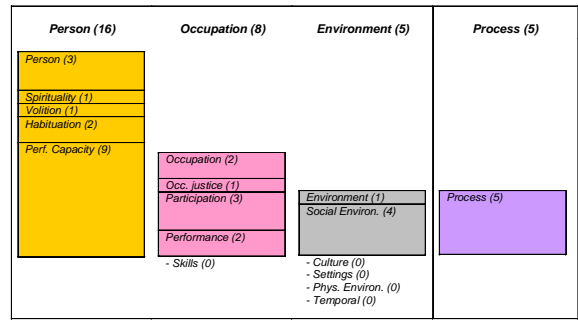 Person (16)
Occupation (8)
Environment (5)
Process (5)
Person (3)
Spirituality (1)
Volition (1)
Habituation (2)
Perf. Capacity (9)
Occupation (2)
Occ. justice (1)
Participation (3)
Performance (2)
- Skills (0)
Environment (1)
Social Environ. (4)
- Culture (0)
- Settings (0)
- Phys. Environ. (0)
- Temporal (0)
Process (5)